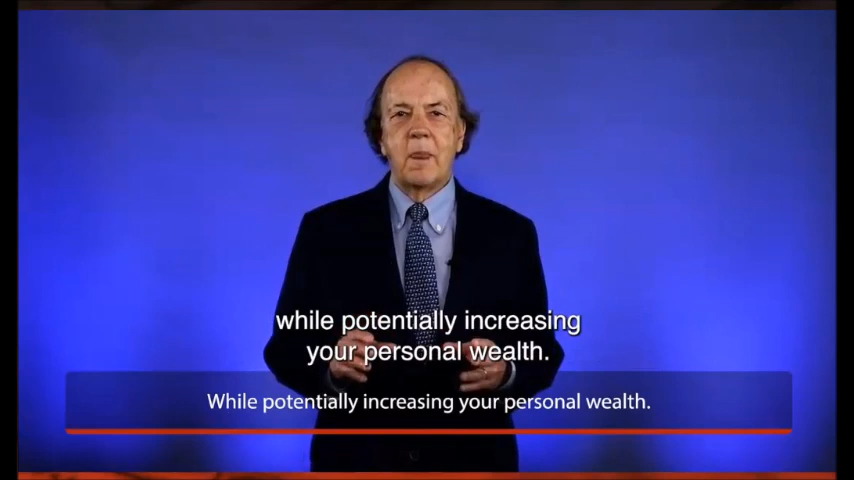 while potentially increasing
your personal wealth.
While potentially increasing your personal wealth.